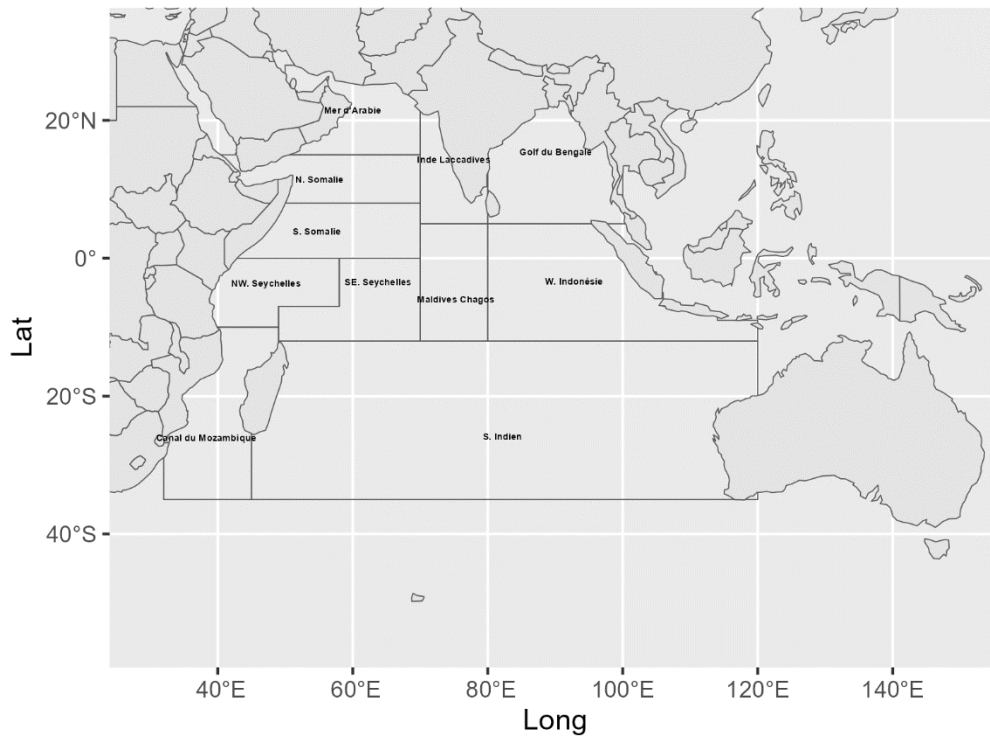 Lat
20°N
0°
20°S
40°S
Mer d'Arabie
Inde Laccadives
Golf du Bengale
N. Somalie
S. Somalie
NW. Seychelles
SE. Seychelles
Maldives Chagos
W. Indonésie
Canal du Mozambique
S. Indien
40°E
60°E
80°E
100°E
120°E
140°E
Long